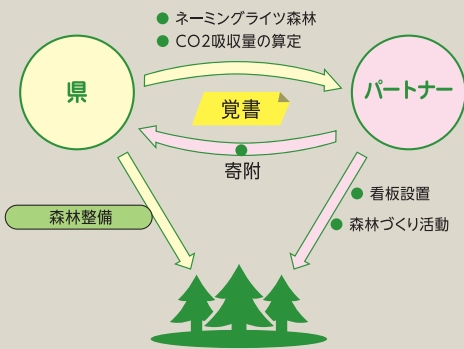 ● ネーミングライツ森林
● CO2吸収量の算定
県
パートナー
覚書
寄附
森林整備
● 看板設置
● 森林づくり活動